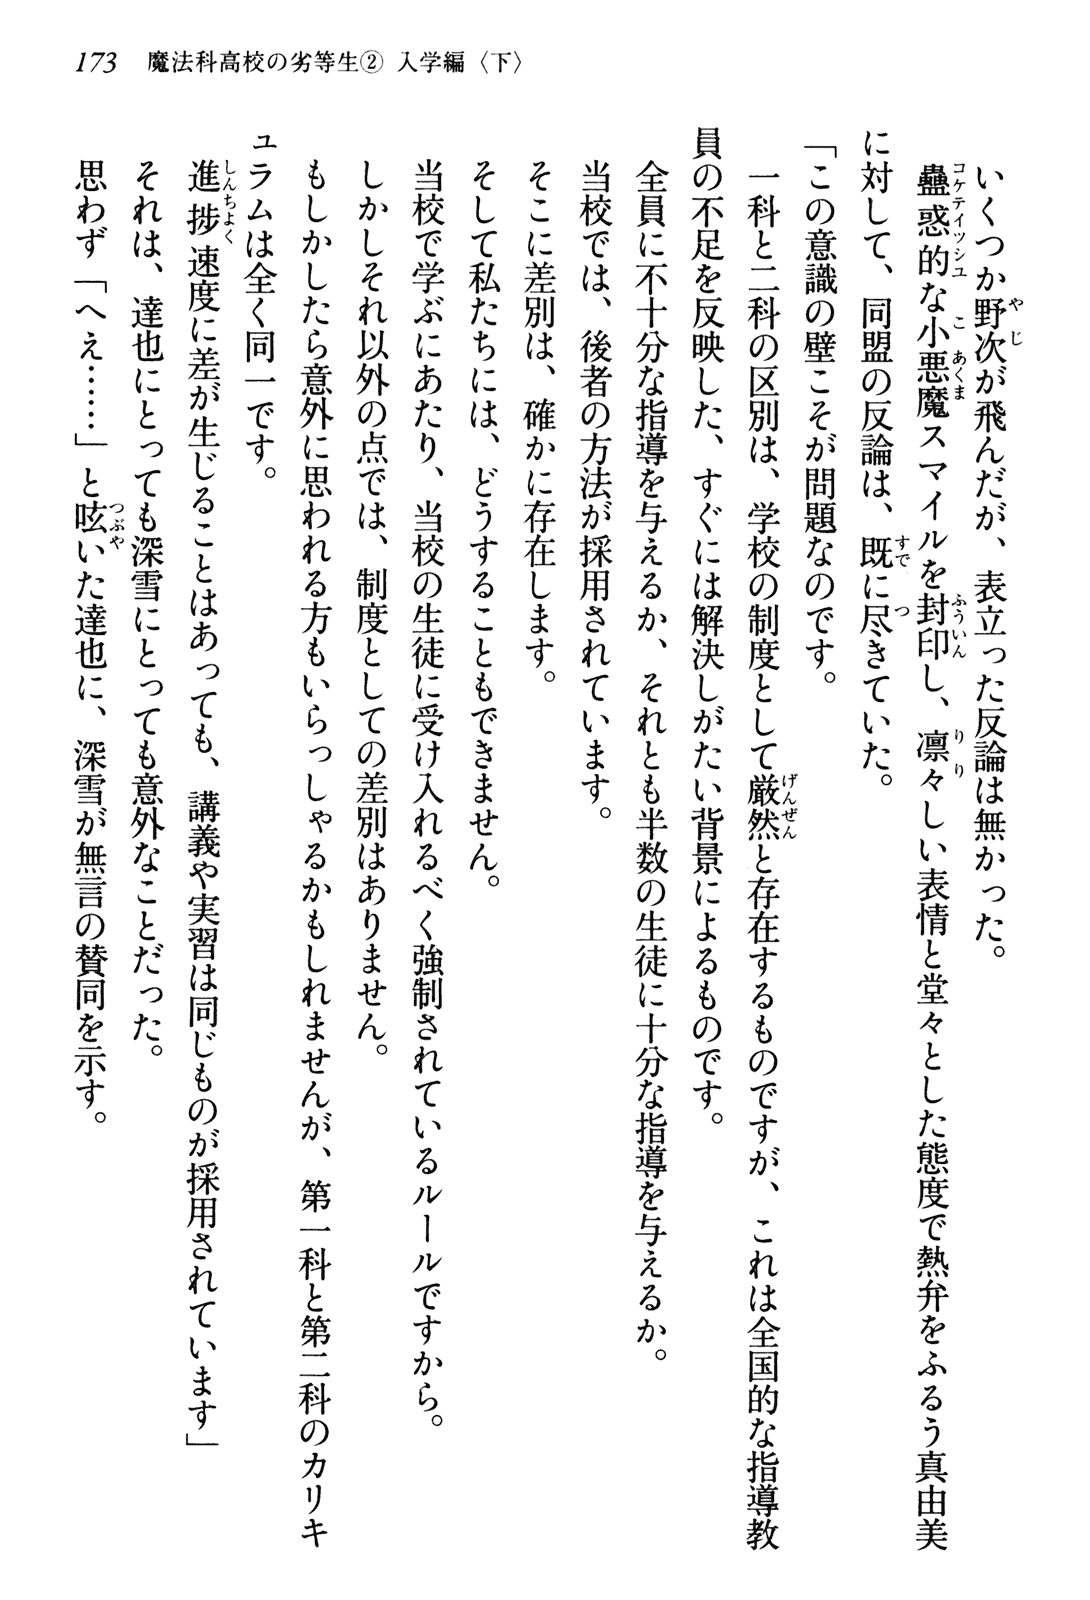 173 魔法科高校の劣等生② 入学編〈下〉
いくつか野次が飛んだが、表立った反論は無かった。
蠱惑的な小悪魔スマイルを封印し、凛々しい表情と堂々とした態度で熱弁をふるう真由美
に対して、同盟の反論は、既に尽きていた。
「この意識の壁こそが問題なのです。
一科と二科の区別は、学校の制度として厳然と存在するものですが、これは全国的な指導教
員の不足を反映した、すぐには解決しがたい背景によるものです。
全員に不十分な指導を与えるか、それとも半数の生徒に十分な指導を与えるか。
当校では、後者の方法が採用されています。
そこに差別は、確かに存在します。
そして私たちには、どうすることもできません。
当校で学ぶにあたり、当校の生徒に受け入れるべく強制されているルールですから。
しかしそれ以外の点では、制度としての差別はありません。
もしかしたら意外に思われる方もいらっしゃるかもしれませんが、第一科と第二科のカリキ
ュラムは全く同一です。
進捗速度に差が生じることはあっても、講義や実習は同じものが採用されています」
それは、達也にとっても深雪にとっても意外なことだった。
思わず「へえ……」と呟いた達也に、深雪が無言の賛同を示す。